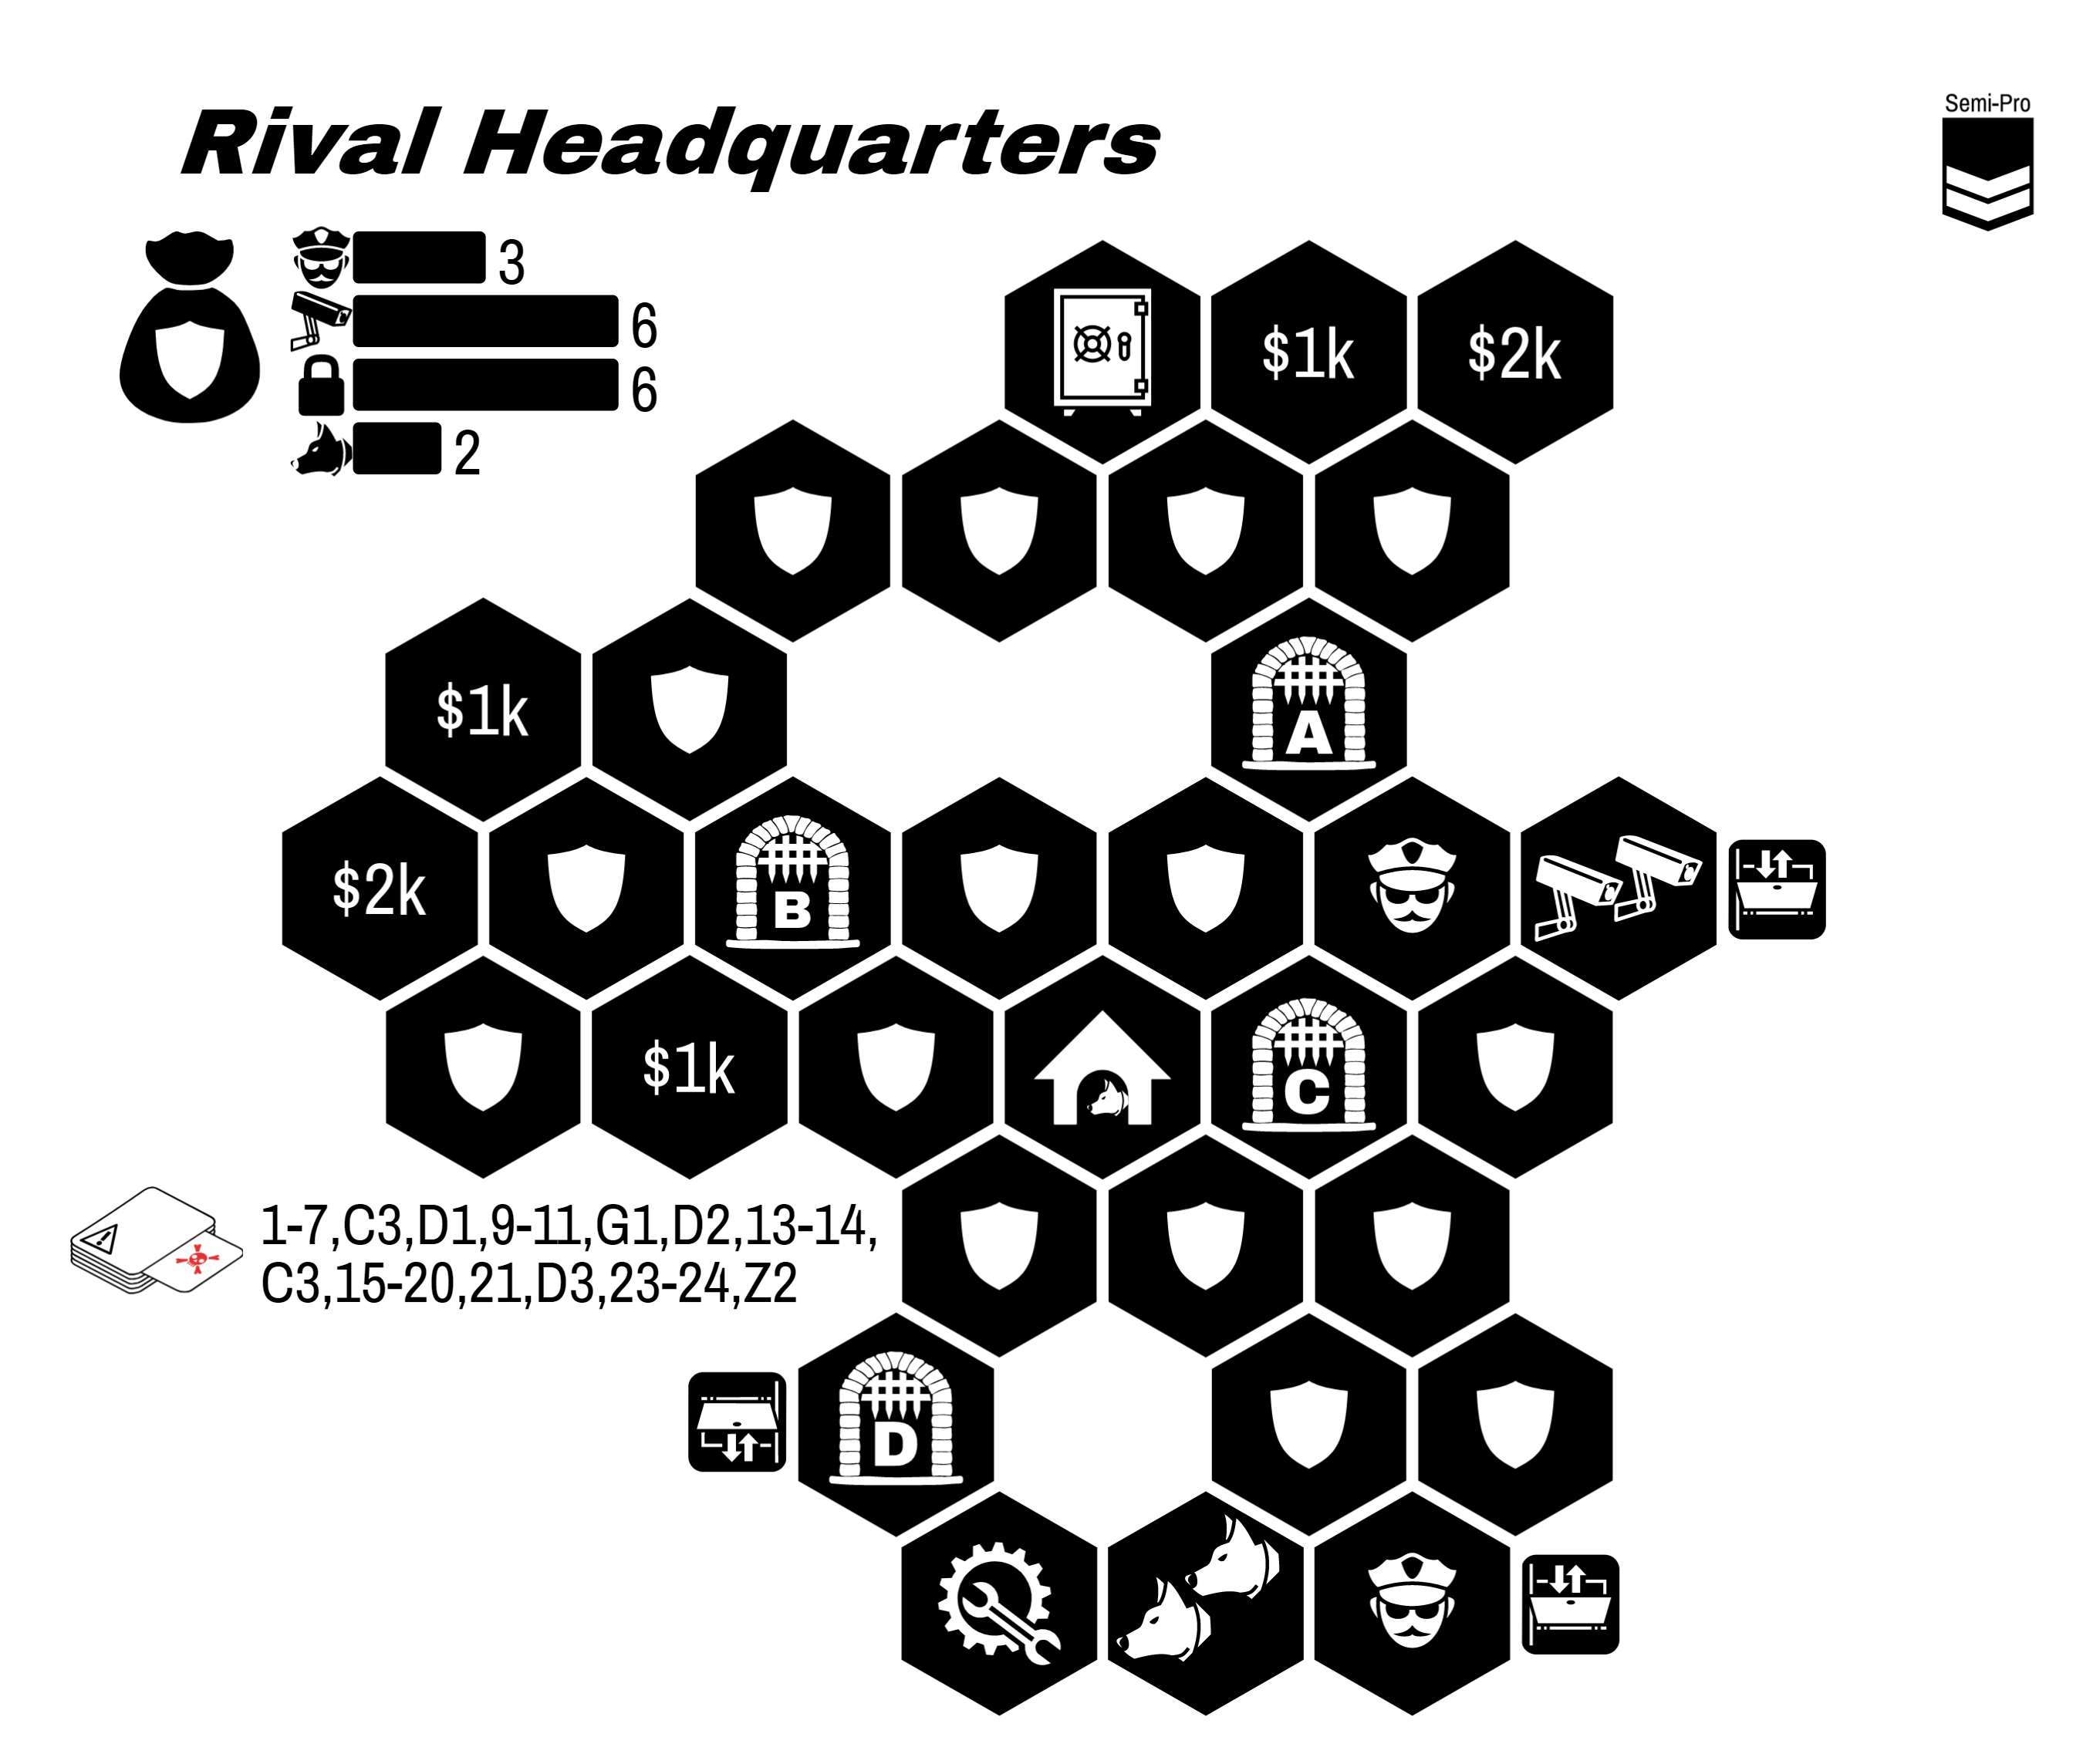 Rival Headquarters
Semi-Pro
3
6
6
2
$1k
$2k
$1k
A
$2k
B
$1k
C
1-7,C3,D1,9-11,G1,D2,13-14,
C3,15-20,21,D3,23-24,Z2
D